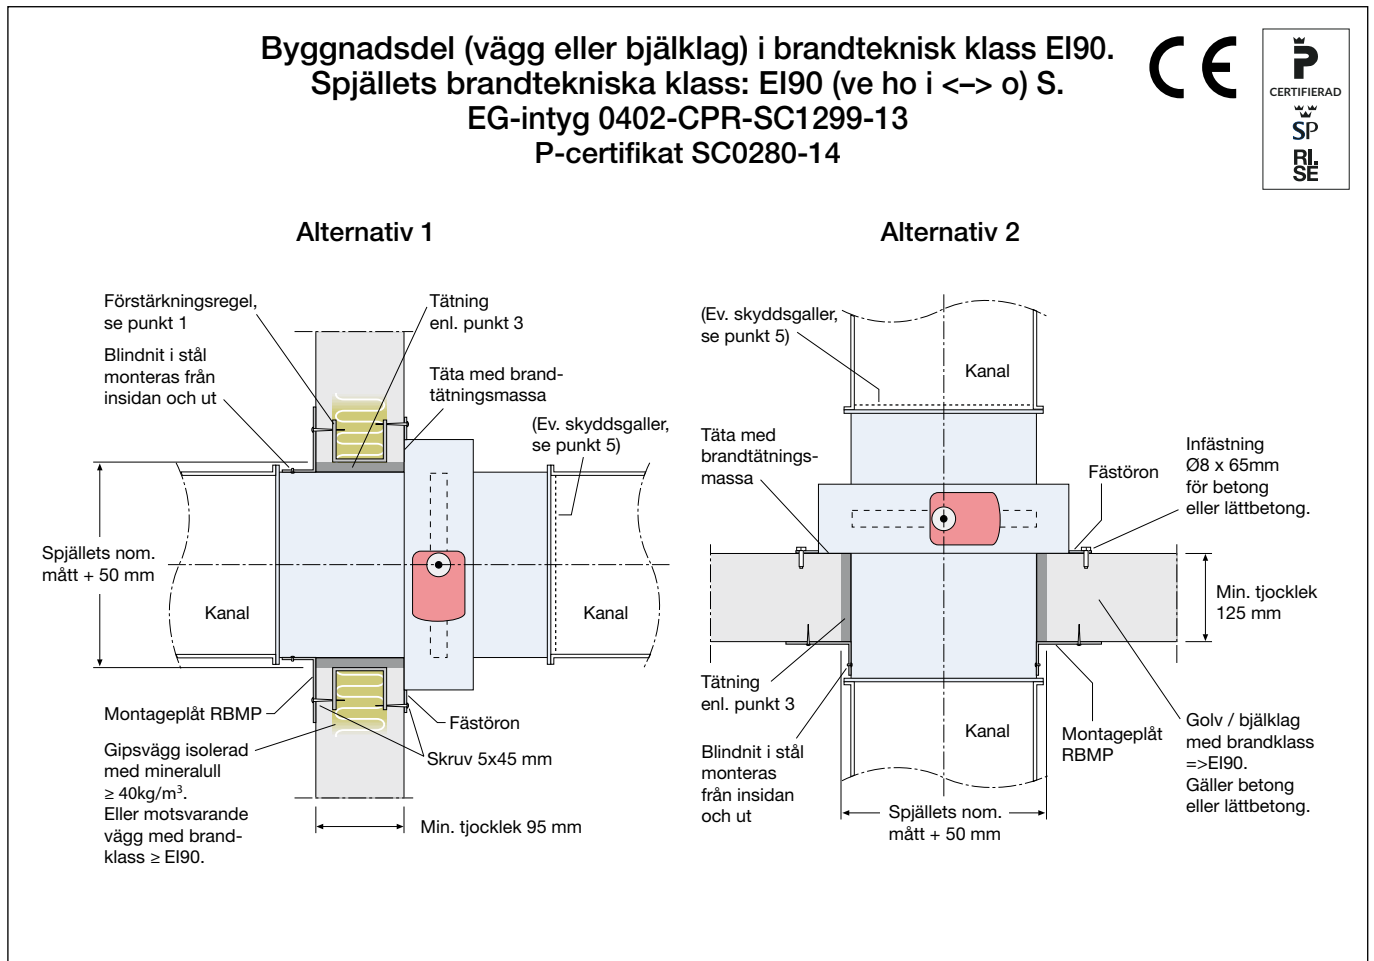 Byggnadsdel (vägg eller bjälklag) i brandteknisk klass EI90.
Spjällets brandtekniska klass: EI90 (ve ho i <–> o) S.
EG-intyg 0402-CPR-SC1299-13
P-certifikat SC0280-14
CE
P
CERTIFIERAD
SP
RI.
SE
Alternativ 1
Förstärkningsregel,
se punkt 1
Blindnit i stål
monteras från
insidan och ut
Tätning
enl. punkt 3
Täta med brand-
tätningsmassa
(Ev. skyddsgaller,
se punkt 5)
Spjällets nom.
mått + 50 mm
Kanal
Kanal
Montageplåt RBMP
Gipsvägg isolerad
med mineralull
≥ 40kg/m³.
Eller motsvarande
vägg med brand-
klass ≥ EI90.
Fästöron
Skruv 5x45 mm
Min. tjocklek 95 mm
Alternativ 2
(Ev. skyddsgaller,
se punkt 5)
Kanal
Täta med
brandtätnings-
massa
Fästöron
Infästning
Ø8 x 65mm
för betong
eller lättbetong.
Min. tjocklek
125 mm
Tätning
enl. punkt 3
Blindnit i stål
monteras
från insidan
och ut
Kanal
Montageplåt
RBMP
Golv / bjälklag
med brandklass
=>EI90.
Gäller betong
eller lättbetong.
Spjällets nom.
mått + 50 mm